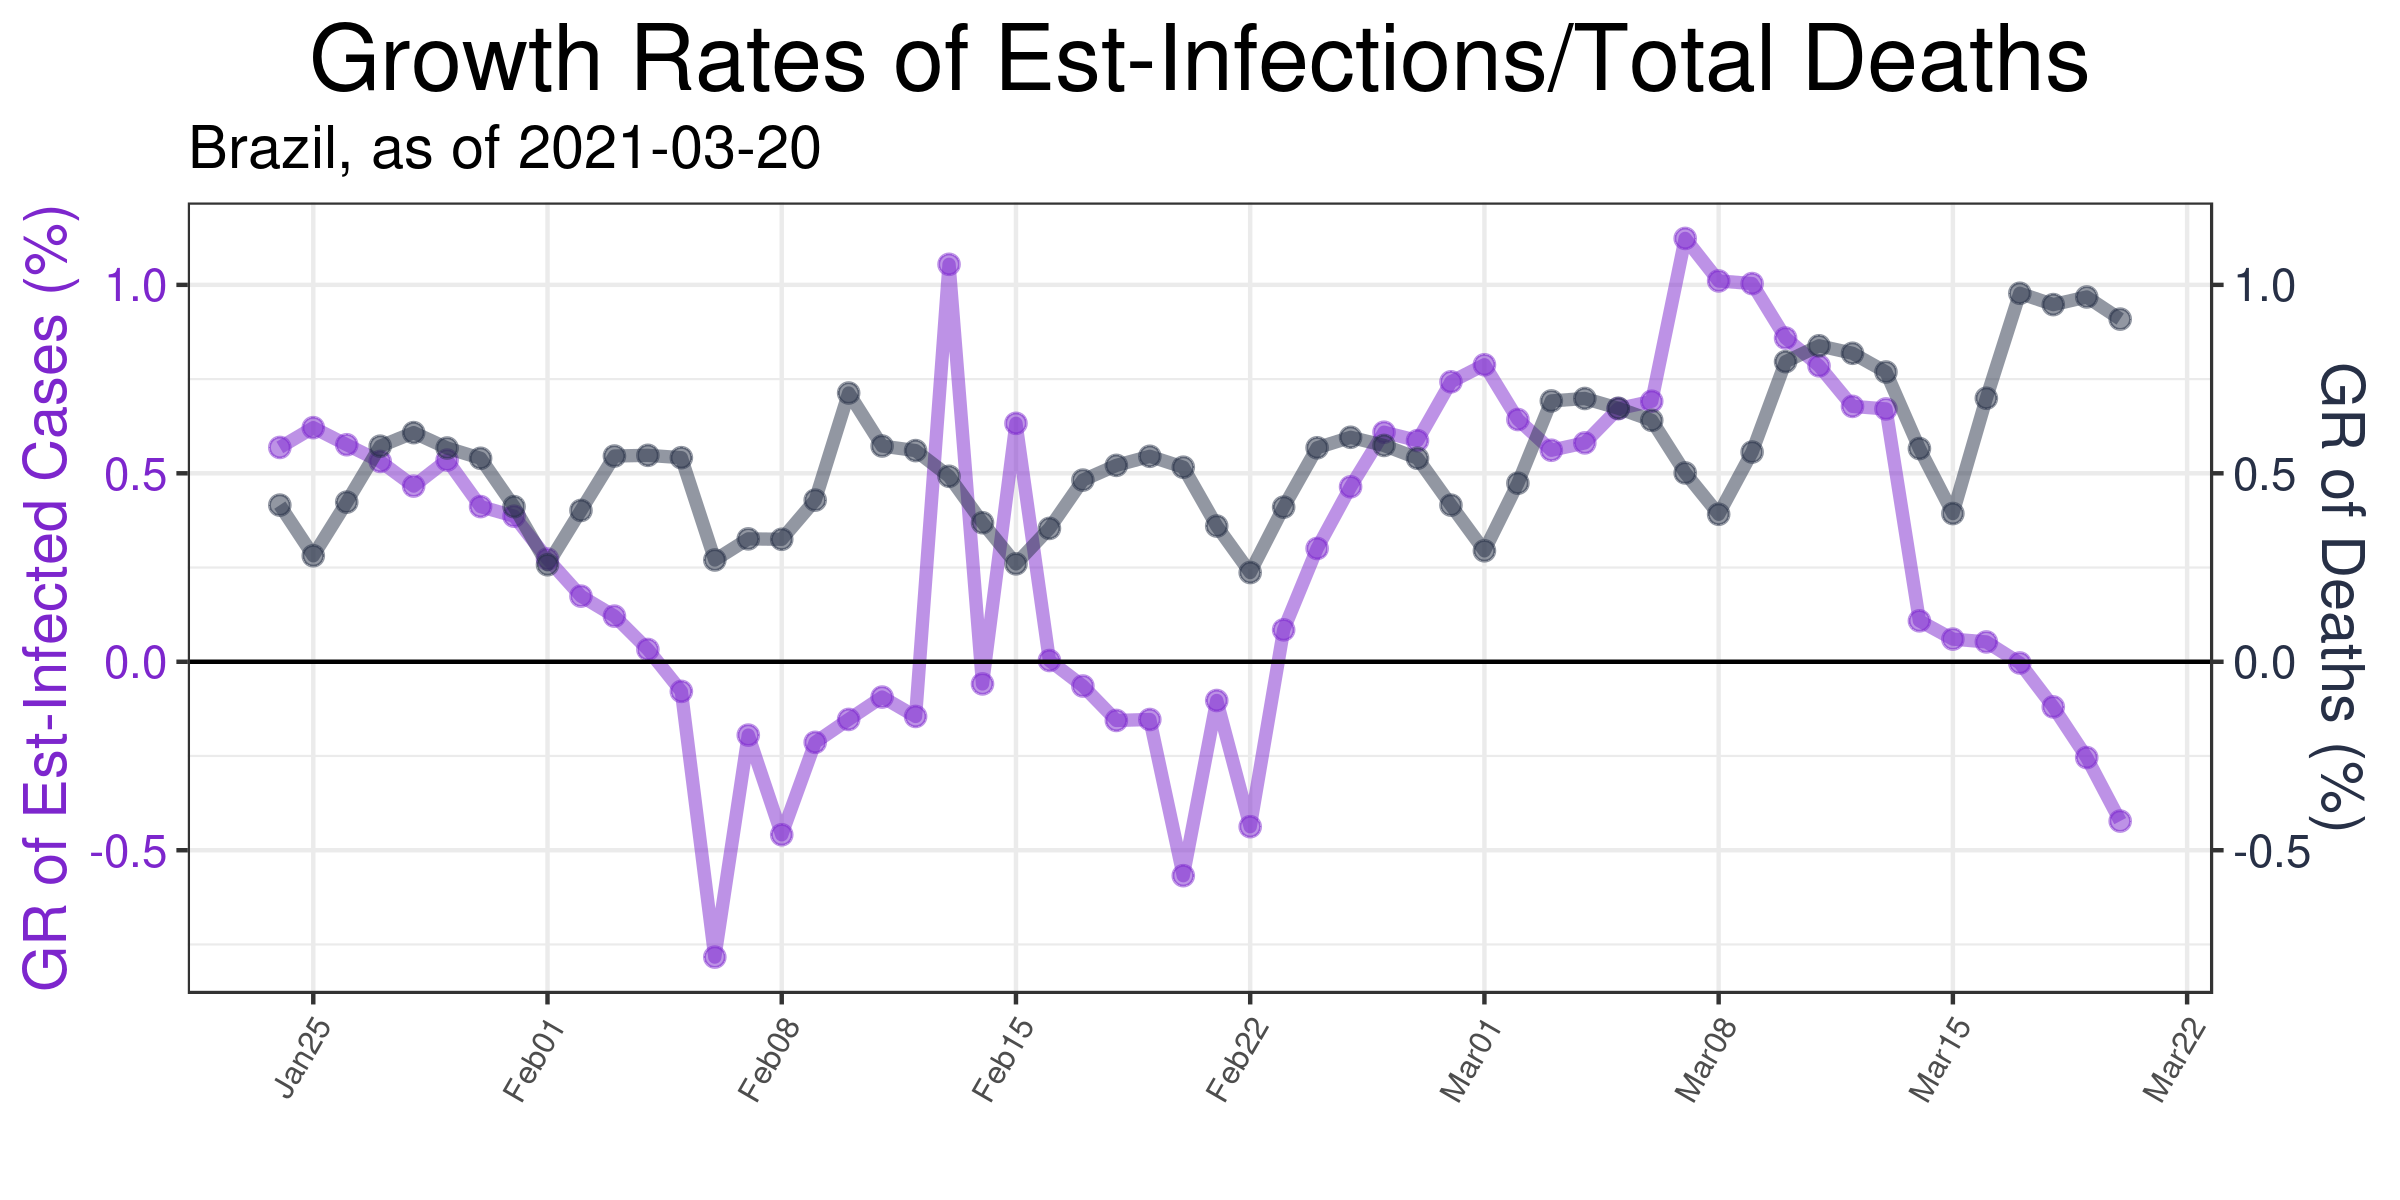 Growth Rates of Est-Infections/Total Deaths
Brazil, as of 2021-03-20
GR of Est-Infected Cases (%)
1.0
0.5
0.0
-0.5
1.0
0.5
0.0
-0.5
GR of Deaths (%)
Jan25
Feb01
Feb08
Feb15
Feb22
Mar01
Mar08
Mar15
Mar22